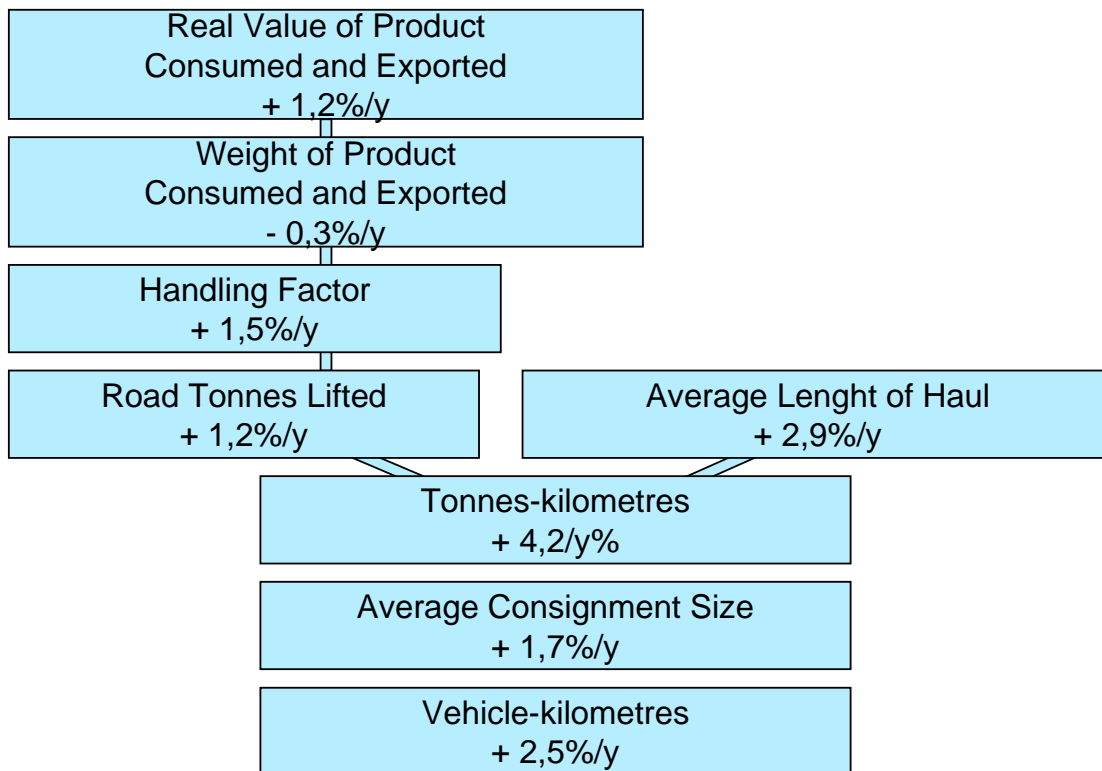 Real Value of Product
Consumed and Exported
+ 1,2%/y
Weight of Product
Consumed and Exported
- 0,3%/y
Handling Factor
+ 1,5%/y
Road Tonnes Lifted
+ 1,2%/y
Average Lenght of Haul
+ 2,9%/y
Tonnes-kilometres
+ 4,2/y%
Average Consignment Size
+ 1,7%/y
Vehicle-kilometres
+ 2,5%/y